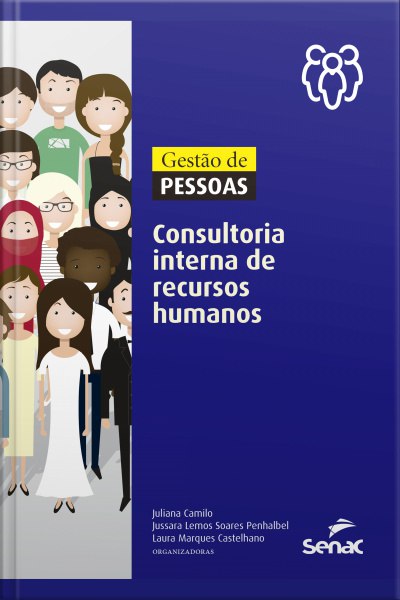 Gestão de
PESSOAS
Consultoria
interna de
recursos
humanos
Juliana Camilo
Jussara Lemos Soares Penhalbel
Laura Marques Castelhano
ORGANIZADORAS
Senac